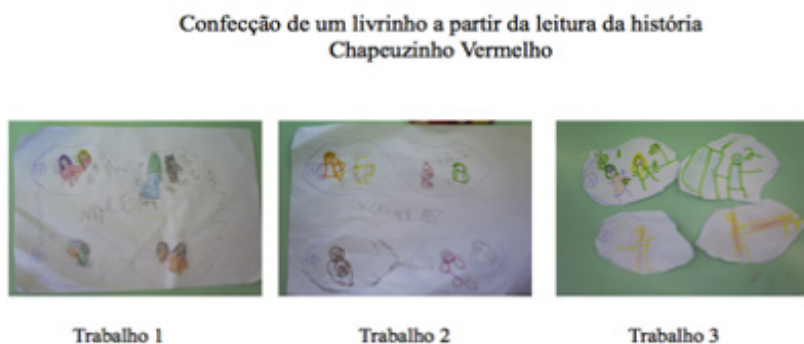 Confecção de um livrinho a partir da leitura da história
Chapeuzinho Vermelho
Trabalho 1
Trabalho 2
Trabalho 3